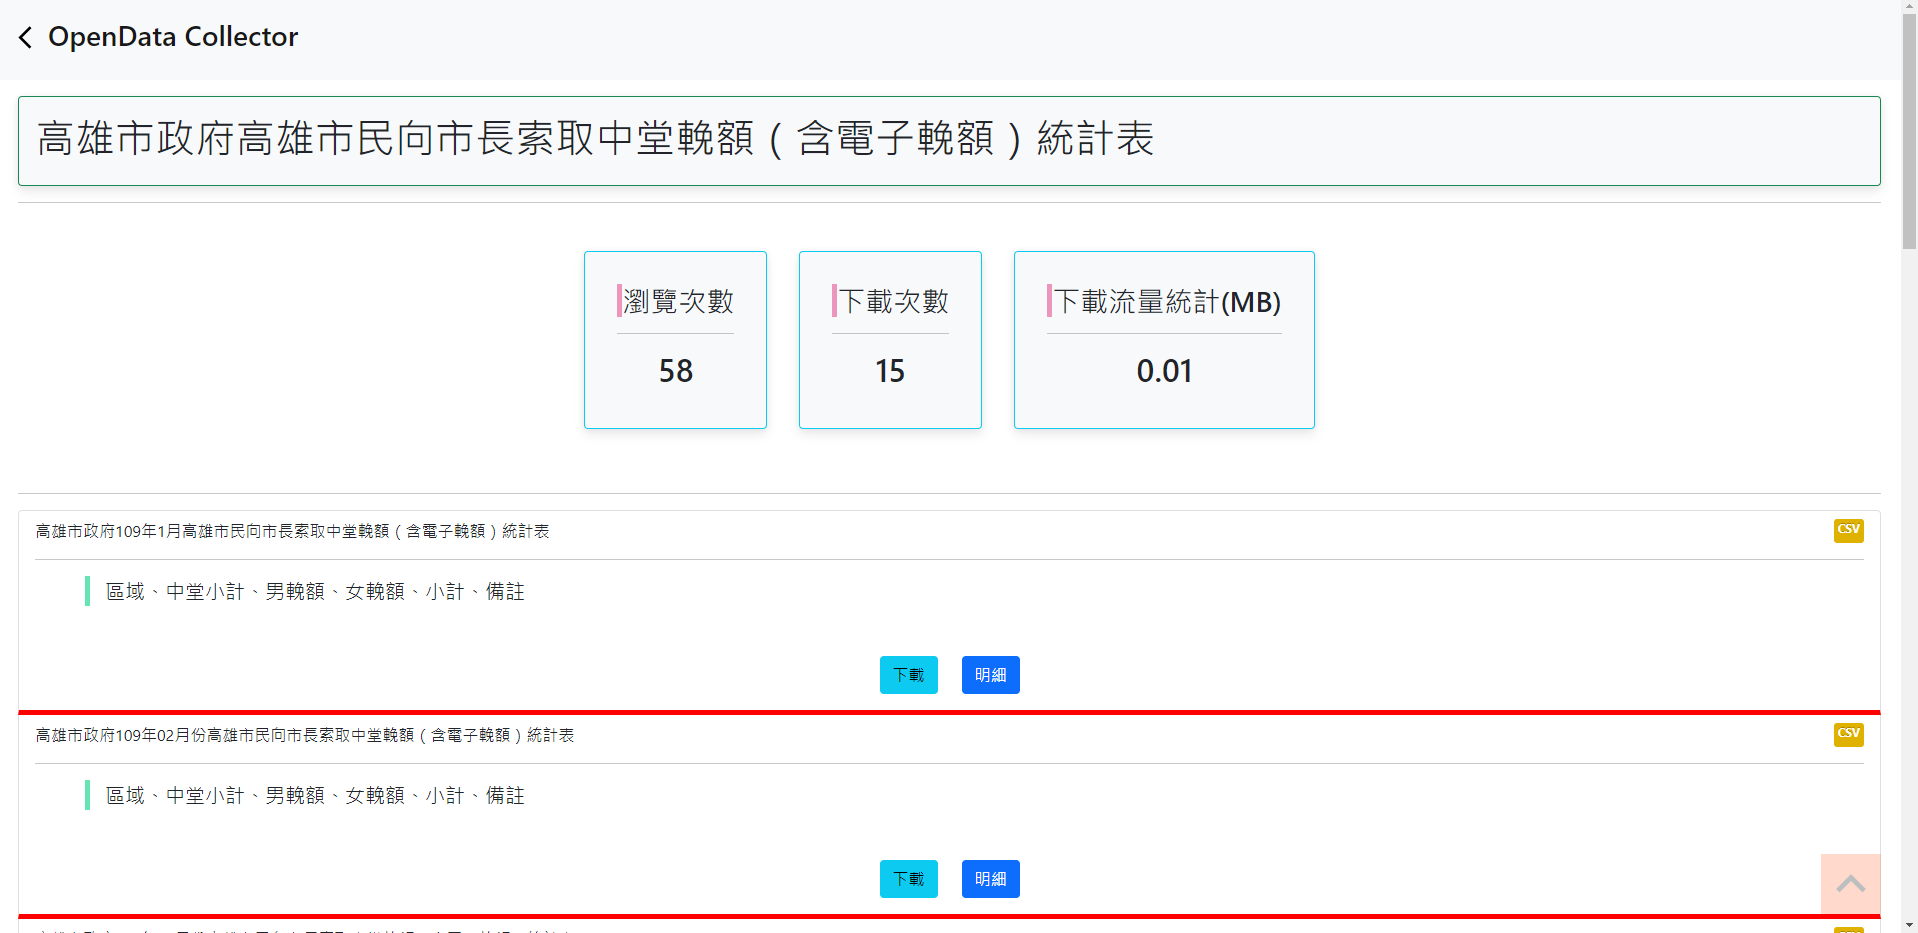 OpenData Collector
高雄市政府高雄市民向市長索取中堂輓額（含電子輓額）統計表
瀏覽次數
58
下載次數
15
下載流量統計(MB)
0.01
高雄市政府109年1月高雄市民向市長索取中堂輓額（含電子輓額）統計表
CSV
區域、中堂小計、男輓額、女輓額、小計、備註
下載
明細
高雄市政府109年02月份高雄市民向市長索取中堂輓額（含電子輓額）統計表
CSV
區域、中堂小計、男輓額、女輓額、小計、備註
下載
明細